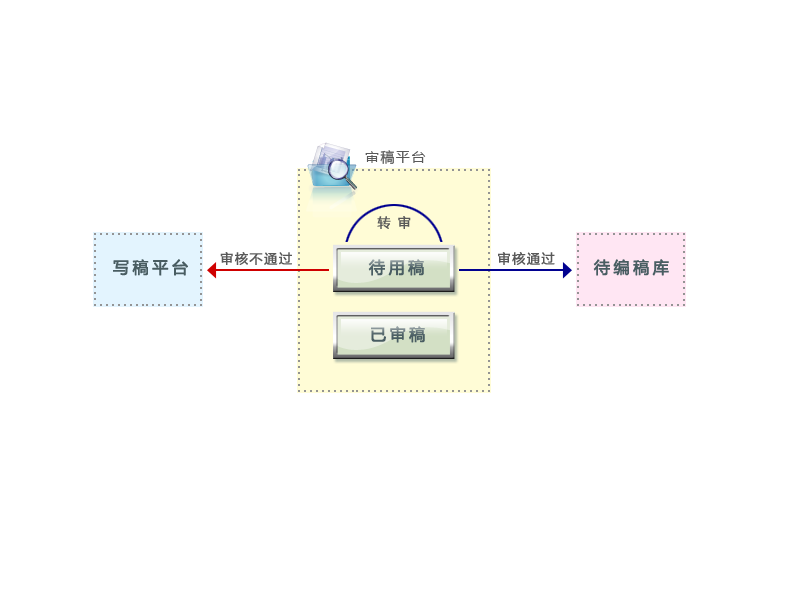 审稿平台
转 审
写稿平台
审核不通过
待用稿
审核通过
待编稿库
已审稿